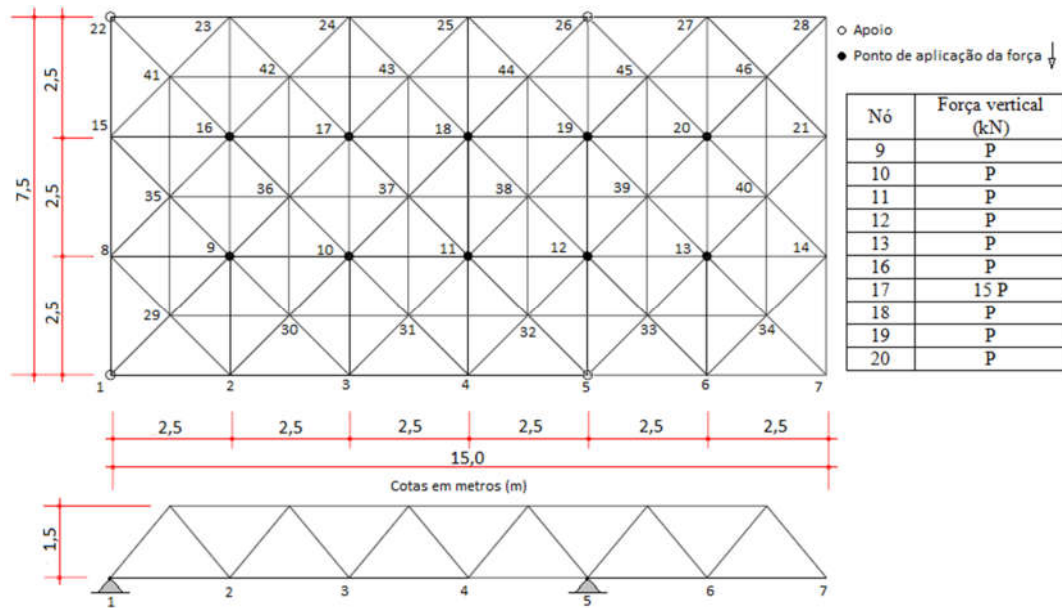 22 23 24 25 26 27 28
Apoio
Ponto de aplicação da força
41 42 43 44 45 46
15 16 17 18 19 20 21
35 36 37 38 39 40
8 9 10 11 12 13 14
29 30 31 32 33 34
1 2 3 4 5 6 7
7,5
2,5
2,5
2,5
Nó Força vertical (kN)
9 P
10 P
11 P
12 P
13 P
16 P
17 15 P
18 P
19 P
20 P
2,5 2,5 2,5 2,5 2,5 2,5
15,0
Cotas em metros (m)
1,5
1 2 3 4 5 6 7